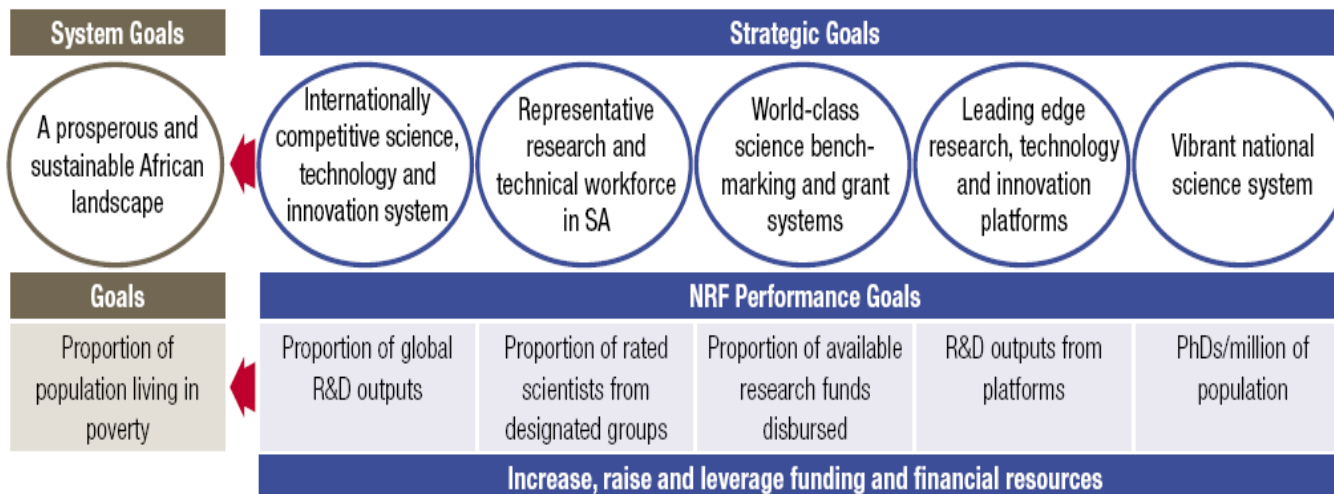 System Goals
Strategic Goals
A prosperous and
sustainable African
landscape
Internationally
competitive science,
technology and
innovation system
Representative
research and
technical workforce
in SA
World-class
science bench-
marking and grant
systems
Leading edge
research, technology
and innovation
platforms
Vibrant national
science system
Goals
NRF Performance Goals
Proportion of
population living in
poverty
Proportion of global
R&D outputs
Proportion of rated
scientists from
designated groups
Proportion of available
research funds
disbursed
R&D outputs from
platforms
PhDs/million of
population
Increase, raise and leverage funding and financial resources